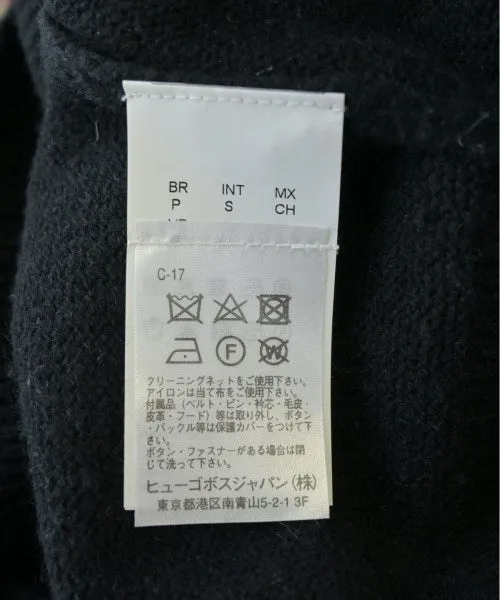 BR INT MX
P S CH
C-17
F W
クリーニングネットをご使用下さい。
アイロンは当て布をご使用下さい。
付属品（ベルト・ピン・衿芯・毛皮・
皮革・フード）等は取り外し、ボタン
・バックル等は保護カバーをつけて下
さい。
ボタン・ファスナーがある場合は閉
じて洗って下さい。
ヒューゴボスジャパン（株）
東京都港区南青山5-2-1 3F